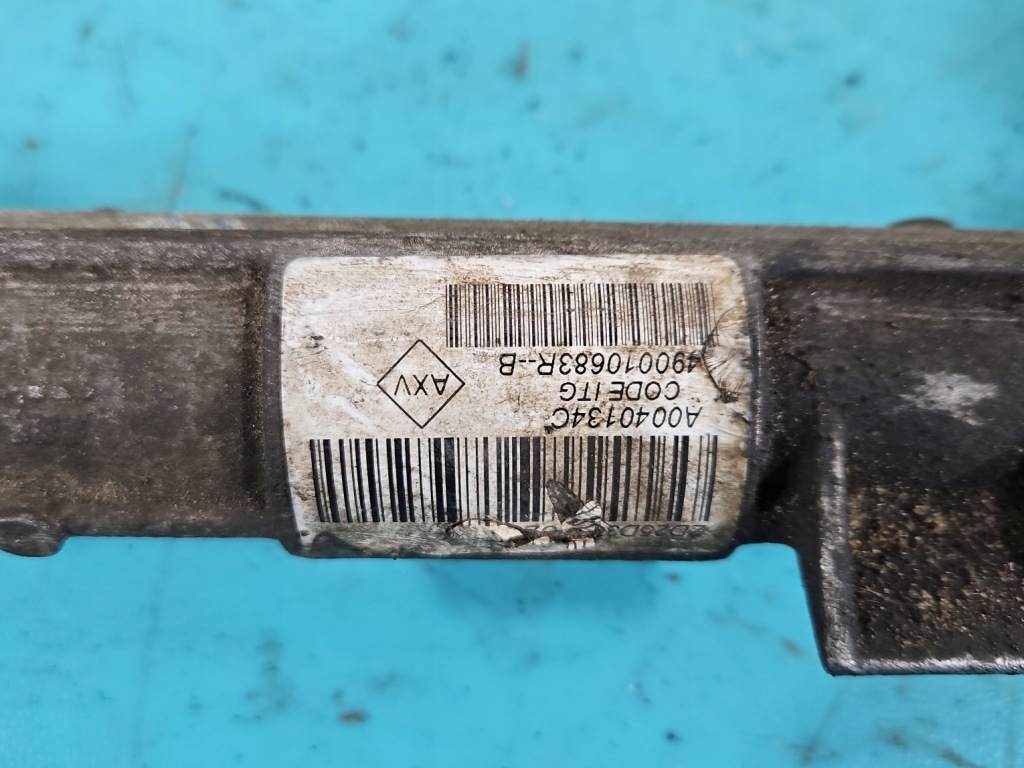 A0040134C
CODE ITG
490010683R--B
AXV